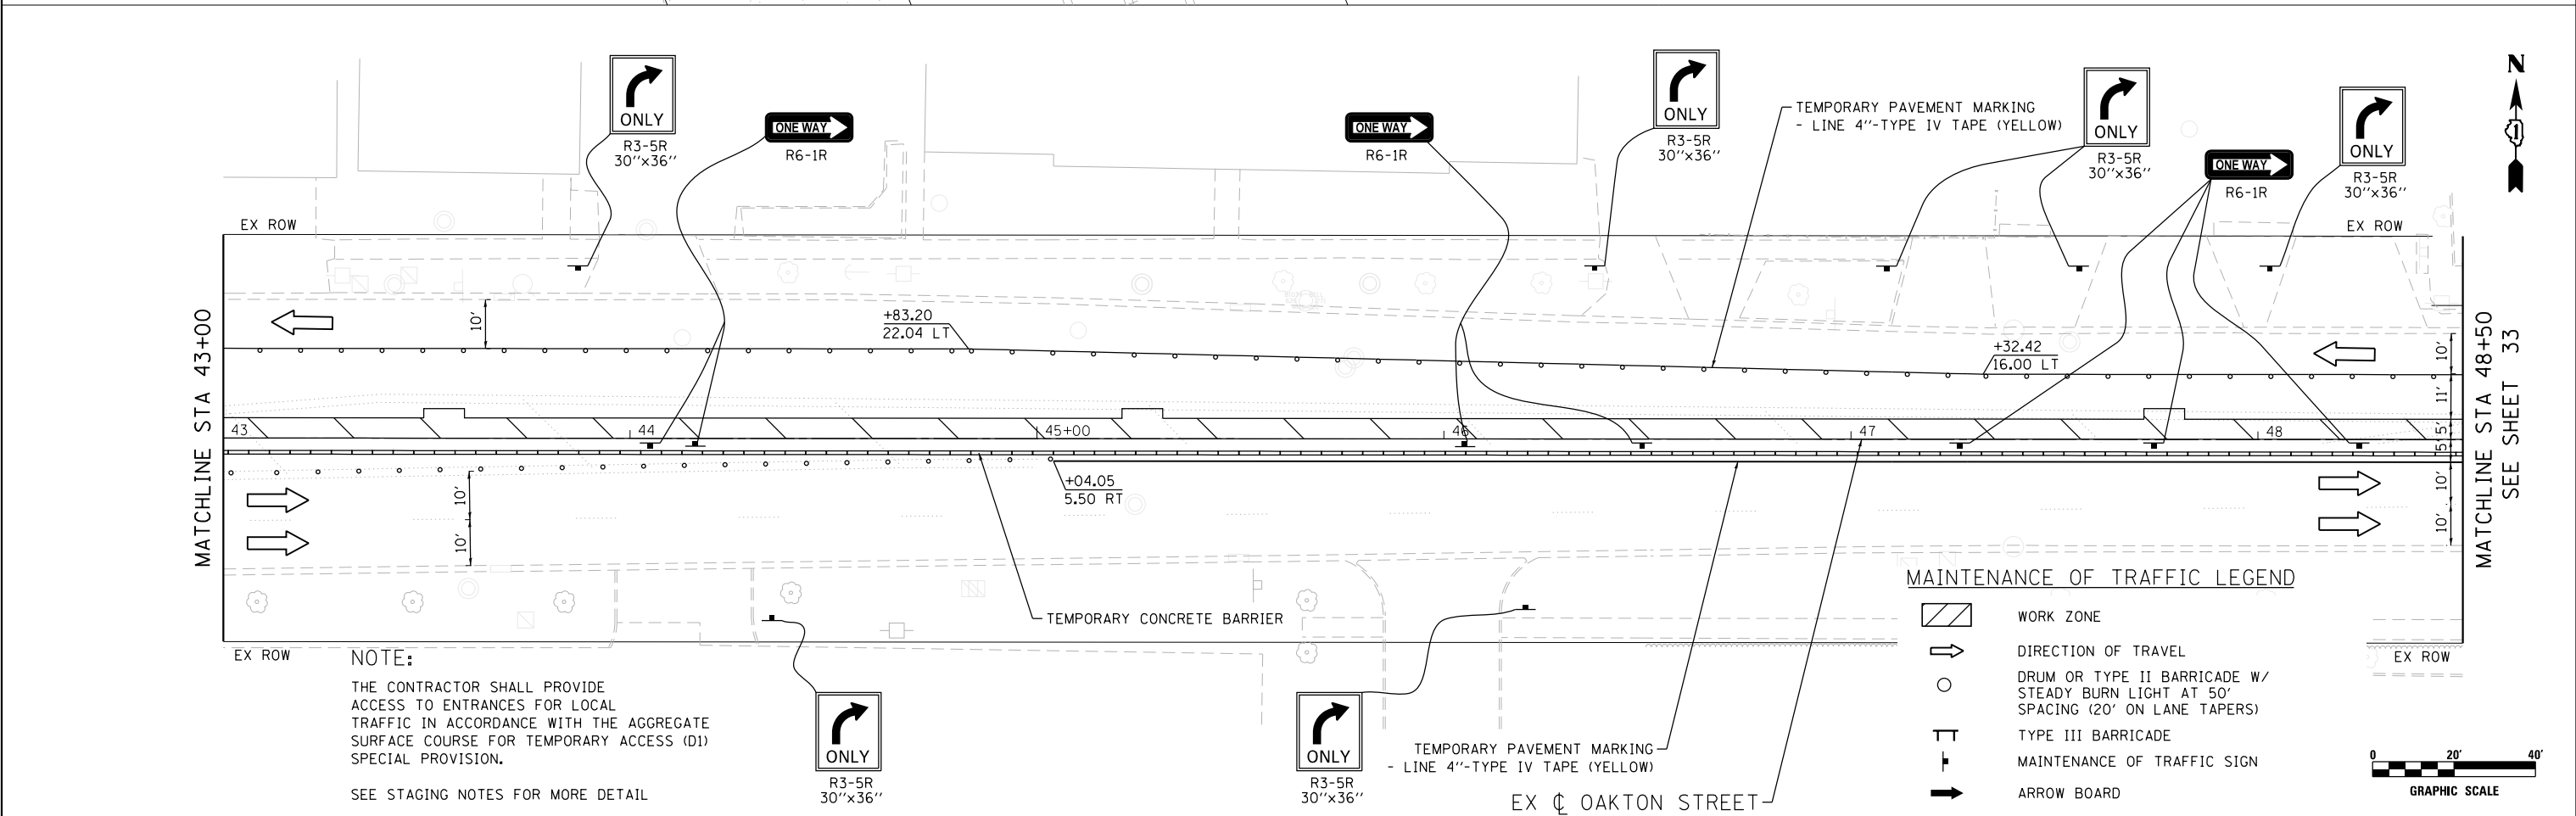 ONLY
R3-5R
30''x36''
ONE WAY
R6-1R
ONE WAY
R6-1R
ONLY
R3-5R
30''x36''
TEMPORARY PAVEMENT MARKING
- LINE 4''-TYPE IV TAPE (YELLOW)
ONLY
R3-5R
30''x36''
ONE WAY
R6-1R
ONLY
R3-5R
30''x36''
N
1
EX ROW
EX ROW
MATCHLINE STA 43+00
10'
+83.20
22.04 LT
+32.42
16.00 LT
10'
11'
5'
5'
10'
10'
MATCHLINE STA 48+50
SEE SHEET 33
43
44
45+00
46
47
48
10'
10'
+04.05
5.50 RT
TEMPORARY CONCRETE BARRIER
EX ROW
EX ROW
NOTE:
THE CONTRACTOR SHALL PROVIDE
ACCESS TO ENTRANCES FOR LOCAL
TRAFFIC IN ACCORDANCE WITH THE AGGREGATE
SURFACE COURSE FOR TEMPORARY ACCESS (D1)
SPECIAL PROVISION.
SEE STAGING NOTES FOR MORE DETAIL
ONLY
R3-5R
30''x36''
ONLY
R3-5R
30''x36''
TEMPORARY PAVEMENT MARKING
- LINE 4''-TYPE IV TAPE (YELLOW)
EX ℄ OAKTON STREET
MAINTENANCE OF TRAFFIC LEGEND
WORK ZONE
DIRECTION OF TRAVEL
DRUM OR TYPE II BARRICADE W/
STEADY BURN LIGHT AT 50'
SPACING (20' ON LANE TAPERS)
TYPE III BARRICADE
MAINTENANCE OF TRAFFIC SIGN
ARROW BOARD
0 20' 40'
GRAPHIC SCALE